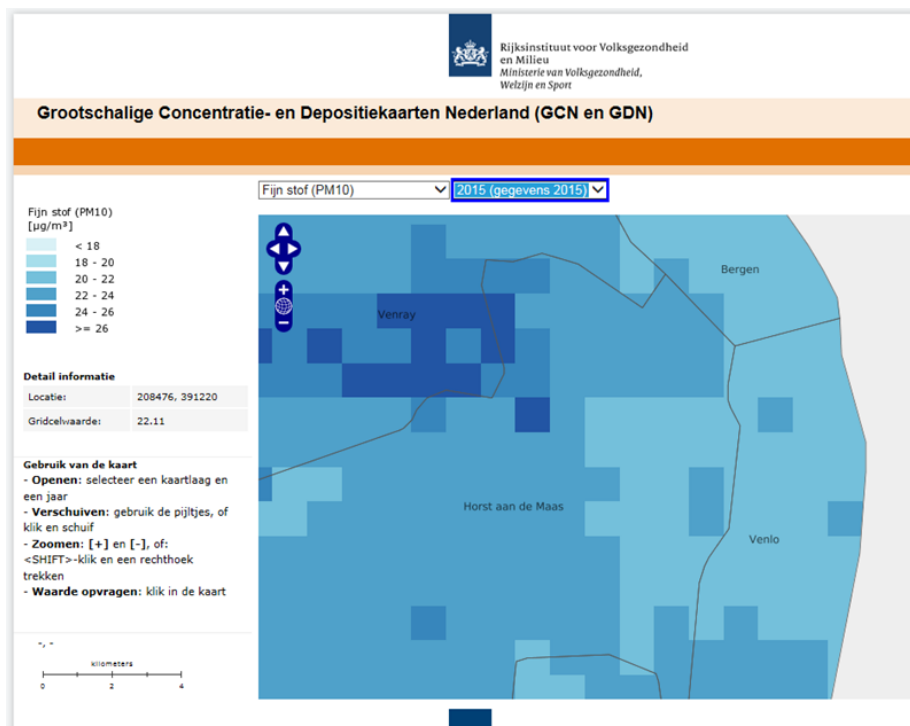 Rijksinstituut voor Volksgezondheid
en Milieu
Ministerie van Volksgezondheid,
Welzijn en Sport
Grootschalige Concentratie- en Depositiekaarten Nederland (GCN en GDN)
Fijn stof (PM10)
2015 (gegevens 2015)
Fijn stof (PM10)
[µg/m³]
< 18
18 - 20
20 - 22
22 - 24
24 - 26
>= 26
Detail informatie
Locatie: 208476, 391220
Gridcelwaarde: 22.11
Gebruik van de kaart
- Openen: selecteer een kaartlaag en
een jaar
- Verschuiven: gebruik de pijltjes, of
klik en schuif
- Zoomen: [+] en [-], of:
<SHIFT>-klik en een rechthoek
trekken
- Waarde opvragen: klik in de kaart
-, -
kilometers
0 2 4
Bergen
Venray
Horst aan de Maas
Venlo